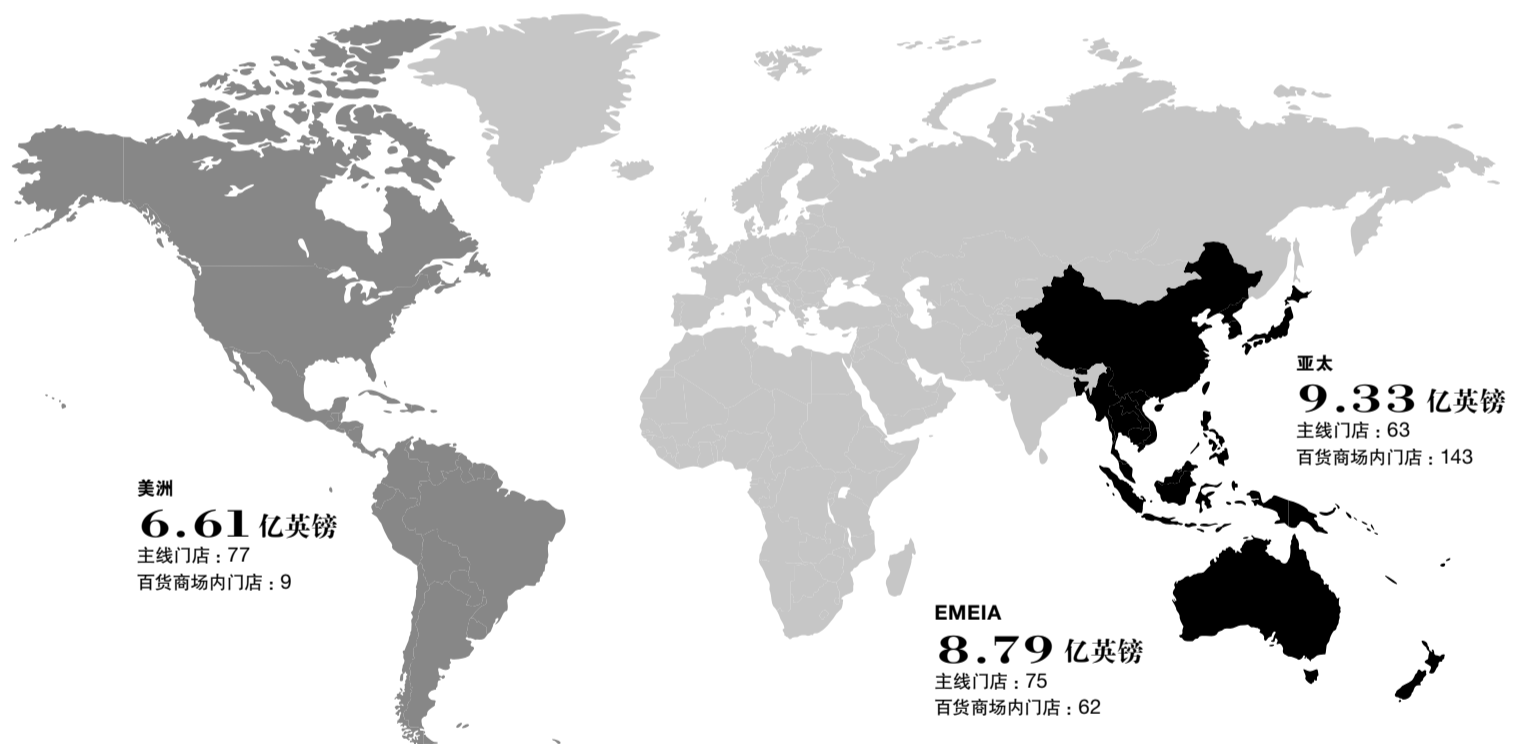 美洲
6.61 亿英镑
主线门店：77
百货商场内门店：9
EMEIA
8.79 亿英镑
主线门店：75
百货商场内门店：62
亚太
9.33 亿英镑
主线门店：63
百货商场内门店：143